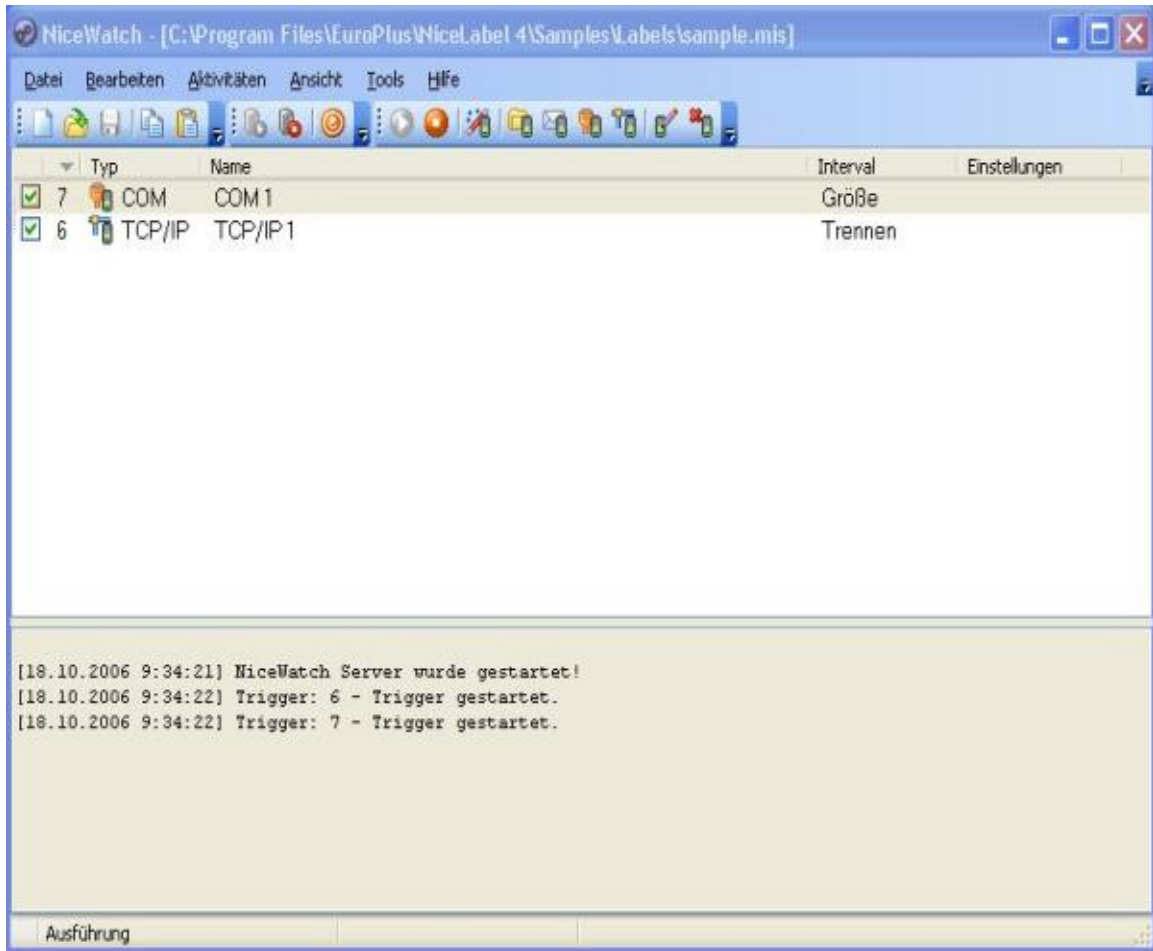 NiceWatch - [C:\Program Files\EuroPlus\NiceLabel 4\Samples\Labels\sample.mis]
Datei Bearbeiten Aktivitäten Ansicht Tools Hilfe
Typ Name Interval Einstellungen
7 COM COM 1 Größe
6 TCP/IP TCP/IP 1 Trennen
[18.10.2006 9:34:21] NiceWatch Server wurde gestartet!
[18.10.2006 9:34:22] Trigger: 6 - Trigger gestartet.
[18.10.2006 9:34:22] Trigger: 7 - Trigger gestartet.
Ausführung